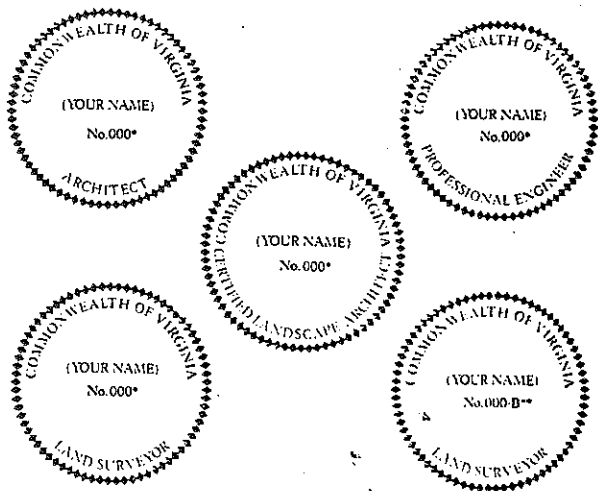 COMMONWEALTH OF VIRGINIA
(YOUR NAME)
No.000*
ARCHITECT
COMMONWEALTH OF VIRGINIA
(YOUR NAME)
No.000*
PROFESSIONAL ENGINEER
COMMONWEALTH OF VIRGINIA
(YOUR NAME)
No.000*
CERTIFIED LANDSCAPE ARCHITECT
COMMONWEALTH OF VIRGINIA
(YOUR NAME)
No.000*
LAND SURVEYOR
COMMONWEALTH OF VIRGINIA
(YOUR NAME)
No.000-B**
LAND SURVEYOR